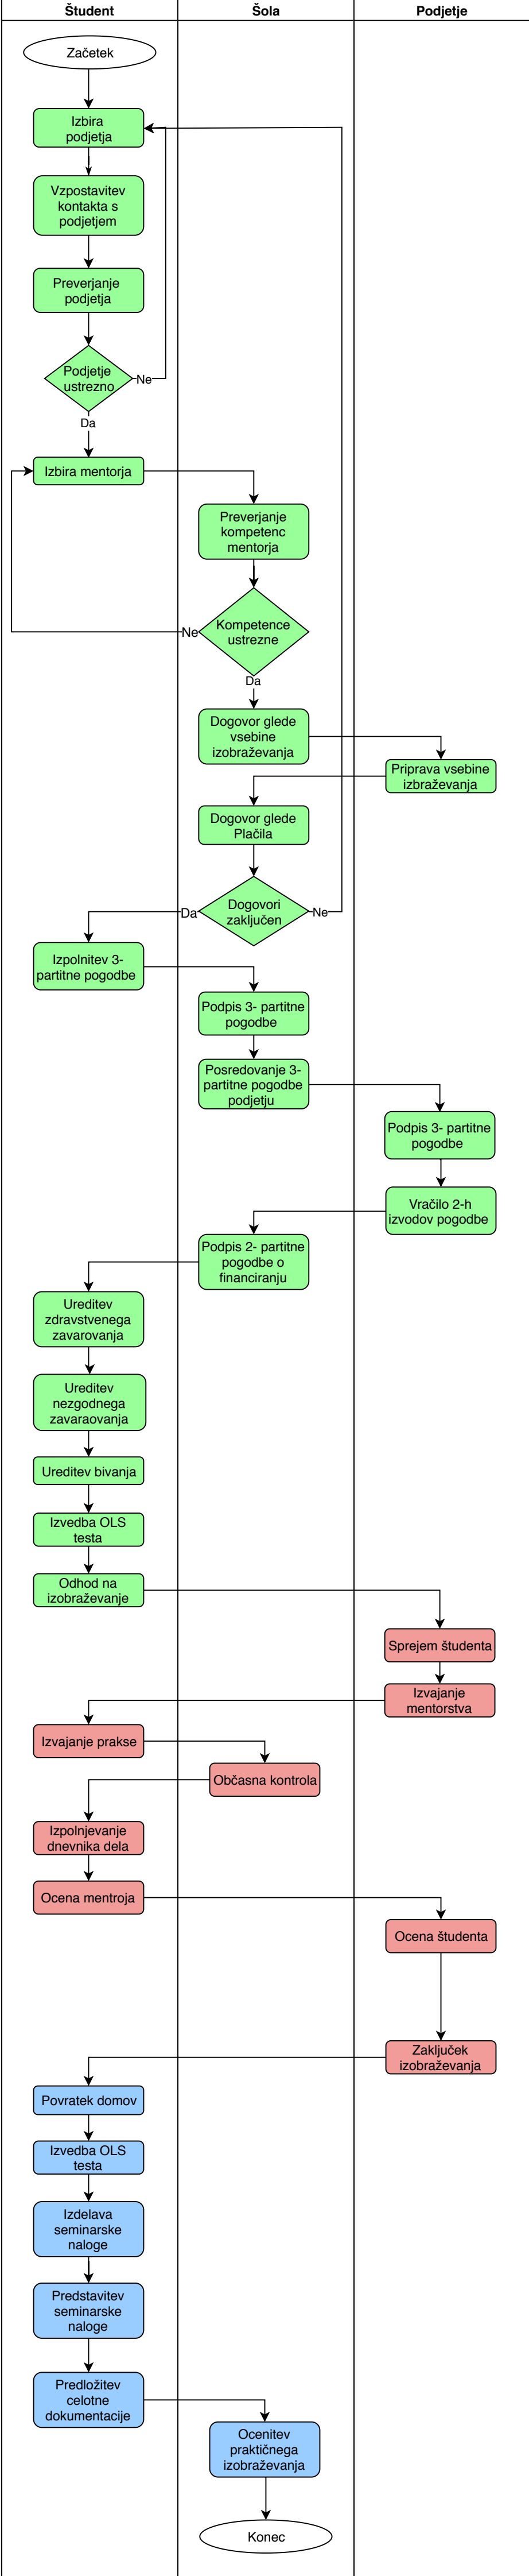 Študent
Šola
Podjetje
Začetek
Izbira
podjetja
Vzpostavitev
kontakta s
podjetjem
Preverjanje
podjetja
Podjetje
ustrezno
Ne
Da
Izbira mentorja
Preverjanje
kompetenc
mentorja
Kompetence
ustrezne
Ne
Da
Dogovor glede
vsebine
izobraževanja
Priprava vsebine
izbraževanja
Dogovor glede
Plačila
Dogovori
zaključen
Da
Ne
Izpolnitev 3-
partitne pogodbe
Podpis 3- partitne
pogodbe
Posredovanje 3-
partitne pogodbe
podjetju
Podpis 3- partitne
pogodbe
Vračilo 2-h
izvodov pogodbe
Podpis 2- partitne
pogodbe o
financiranju
Ureditev
zdravstvenega
zavarovanja
Ureditev
nezgodnega
zavaraovanja
Ureditev bivanja
Izvedba OLS
testa
Odhod na
izobraževanje
Sprejem študenta
Izvajanje
mentorstva
Izvajanje prakse
Občasna kontrola
Izpolnjevanje
dnevnika dela
Ocena mentroja
Ocena študenta
Zaključek
izobraževanja
Povratek domov
Izvedba OLS
testa
Izdelava
seminarske
naloge
Predstavitev
seminarske
naloge
Predložitev
celotne
dokumentacije
Ocenitev
praktičnega
izobraževanja
Konec